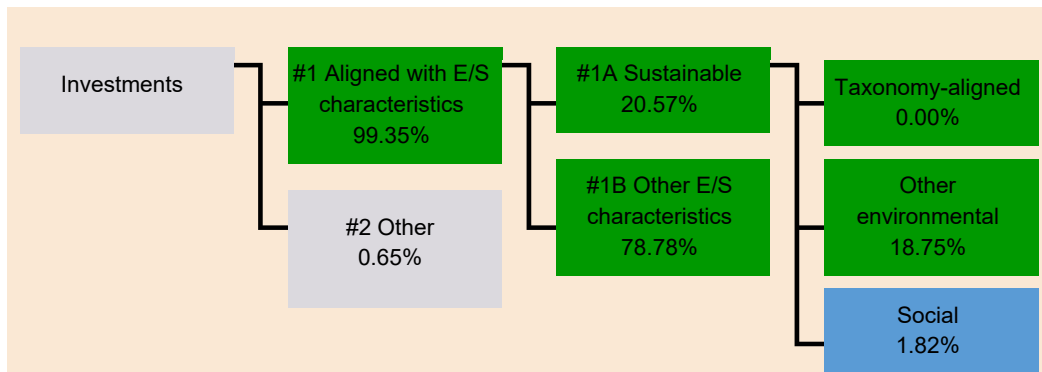 Investments
#1 Aligned with E/S
characteristics
99.35%
#2 Other
0.65%
#1A Sustainable
20.57%
#1B Other E/S
characteristics
78.78%
Taxonomy-aligned
0.00%
Other
environmental
18.75%
Social
1.82%